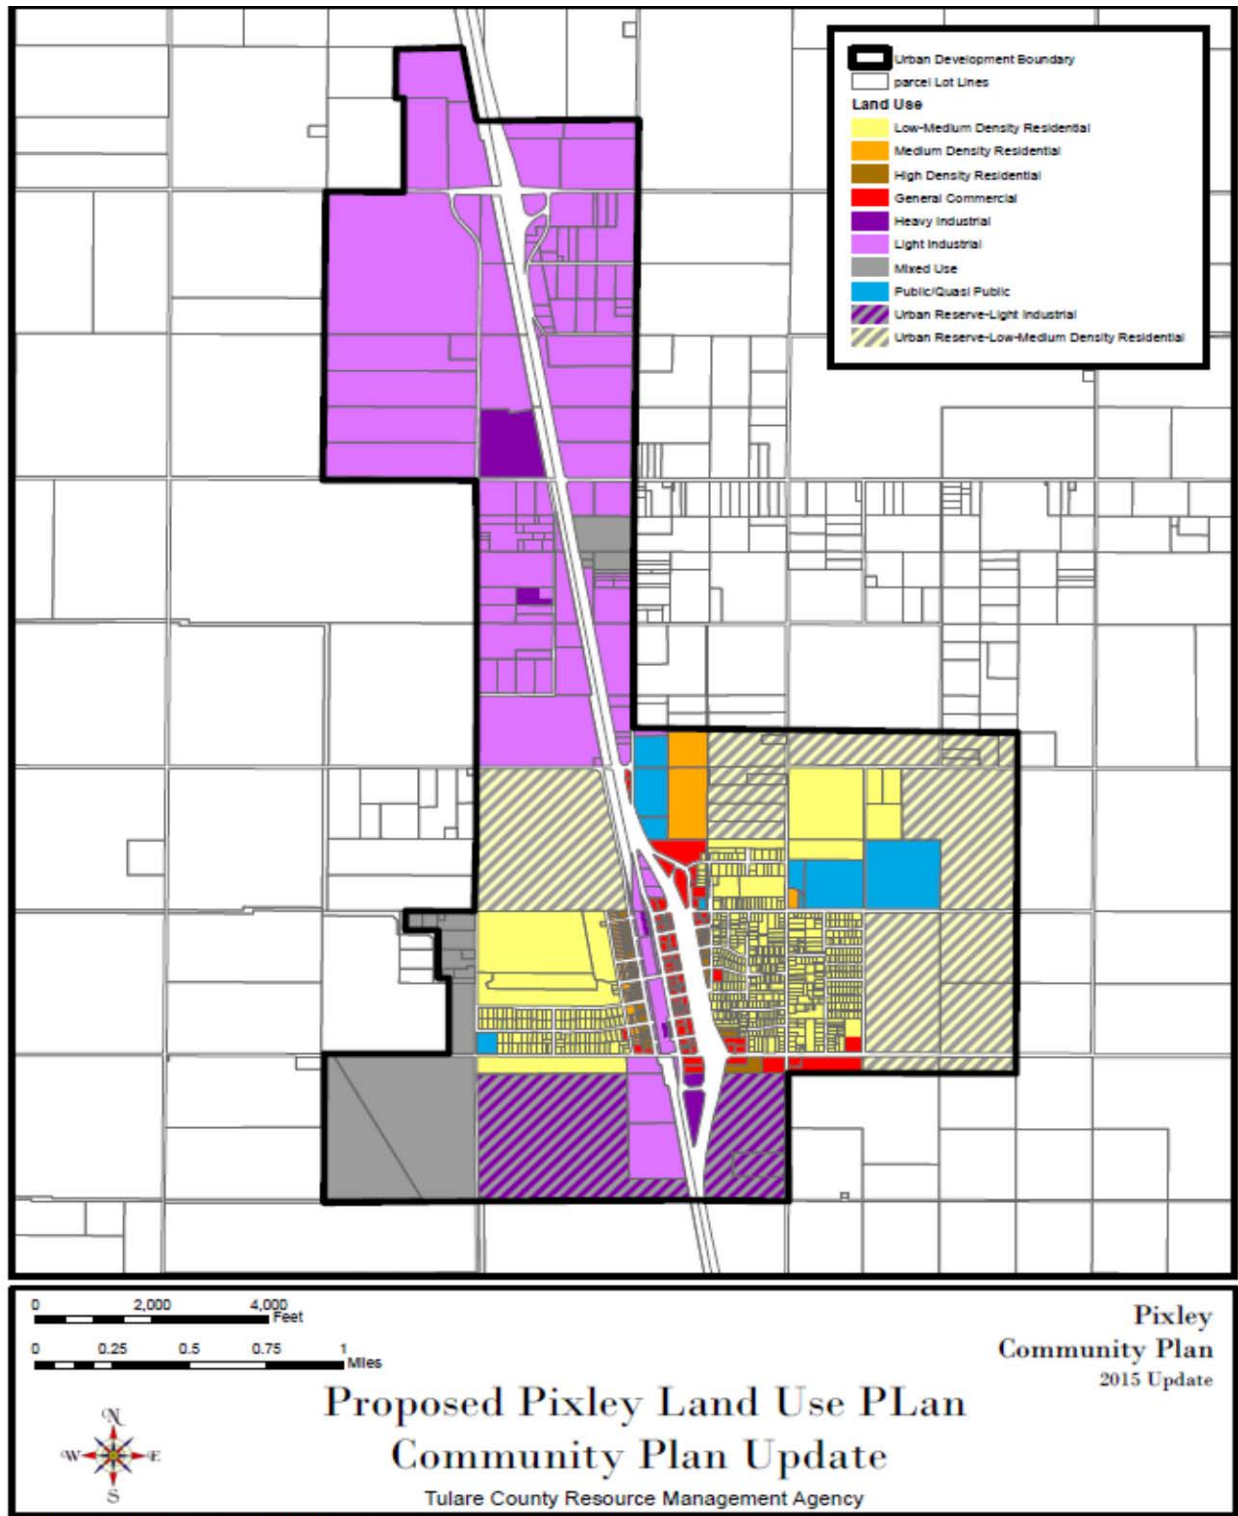 Urban Development Boundary
parcel Lot Lines
Land Use
Low-Medium Density Residential
Medium Density Residential
High Density Residential
General Commercial
Heavy Industrial
Light Industrial
Mixed Use
Public/Quasi Public
Urban Reserve-Light Industrial
Urban Reserve-Low-Medium Density Residential
0 2,000 4,000
Feet
0 0.25 0.5 0.75 1
Miles
Pixley
Community Plan
2015 Update
Proposed Pixley Land Use PLan
Community Plan Update
Tulare County Resource Management Agency
N
W E
S